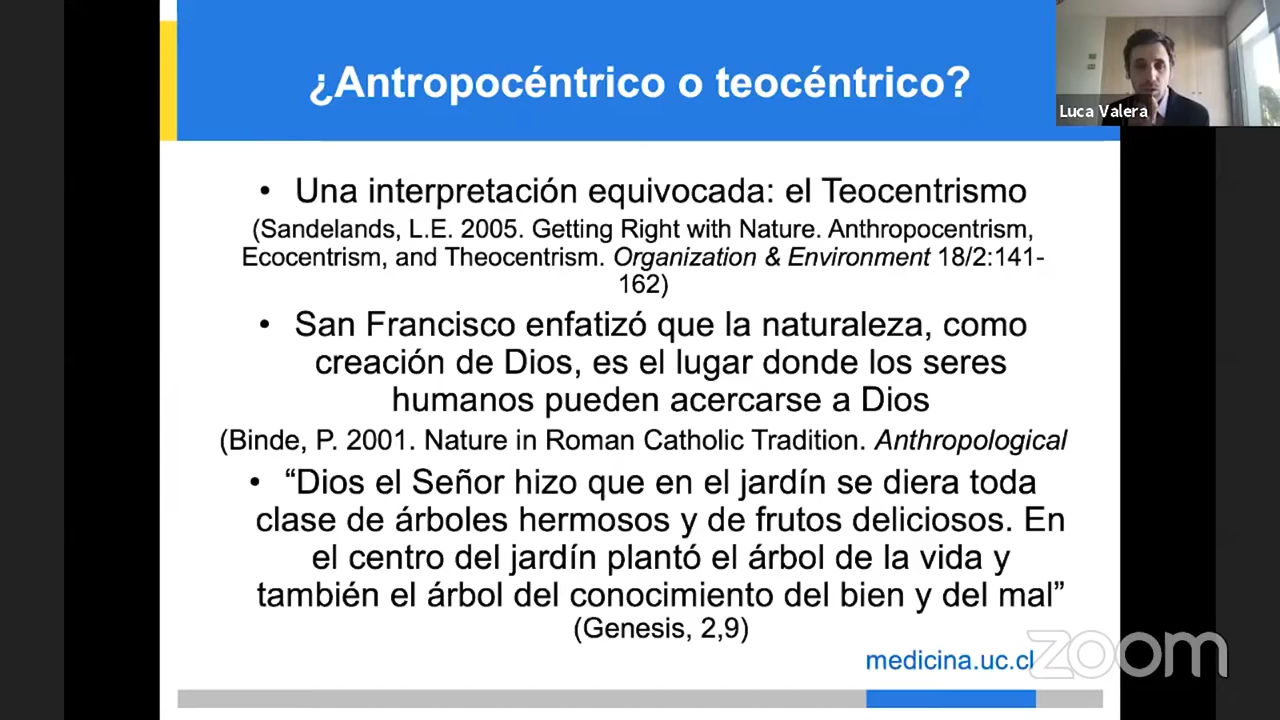 ¿Antropocéntrico o teocéntrico?
Luca Valera
• Una interpretación equivocada: el Teocentrismo
(Sandelands, L.E. 2005. Getting Right with Nature. Anthropocentrism,
Ecocentrism, and Theocentrism. Organization & Environment 18/2:141-
162)
• San Francisco enfatizó que la naturaleza, como
creación de Dios, es el lugar donde los seres
humanos pueden acercarse a Dios
(Binde, P. 2001. Nature in Roman Catholic Tradition. Anthropological
• “Dios el Señor hizo que en el jardín se diera toda
clase de árboles hermosos y de frutos deliciosos. En
el centro del jardín plantó el árbol de la vida y
también el árbol del conocimiento del bien y del mal”
(Genesis, 2,9)
medicina.uc.cl
zoom